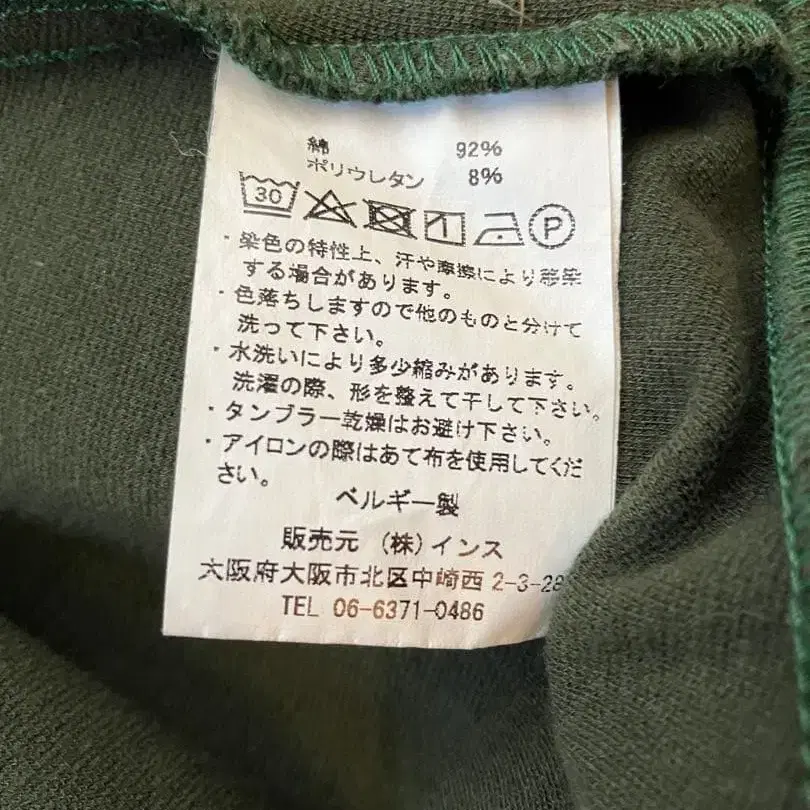 綿 92%
ポリウレタン 8%
30 P
・染色の特性上、汗や摩擦により移染
する場合があります。
・色落ちしますので他のものと分けて
洗って下さい。
・水洗いにより多少縮みがあります。
洗濯の際、形を整えて干して下さい。
・タンブラー乾燥はお避け下さい。
・アイロンの際はあて布を使用してくだ
さい。
ベルギー製
販売元 (株)インス
大阪府大阪市北区中崎西 2-3-28
TEL 06-6371-0486